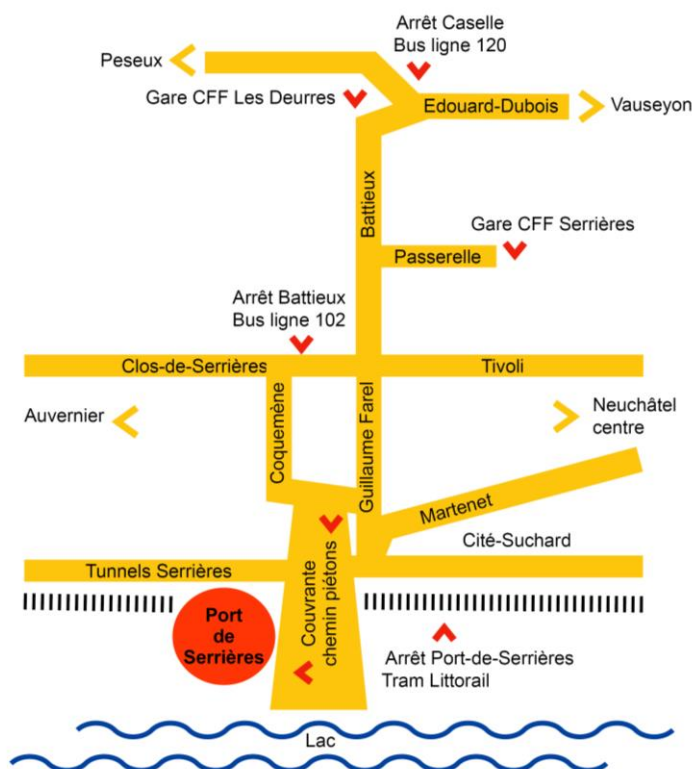 Arrêt Caselle
Bus ligne 120
Peseux
Gare CFF Les Deurres
Edouard-Dubois
Vauseyon
Battieux
Gare CFF Serrières
Passerelle
Arrêt Battieux
Bus ligne 102
Clos-de-Serrières
Tivoli
Auvernier
Coquemène
Guillaume Farel
Neuchâtel
centre
Martenet
Cité-Suchard
Tunnels Serrières
Couvrante
chemin piétons
Port
de
Serrières
Arrêt Port-de-Serrières
Tram Littorail
Lac